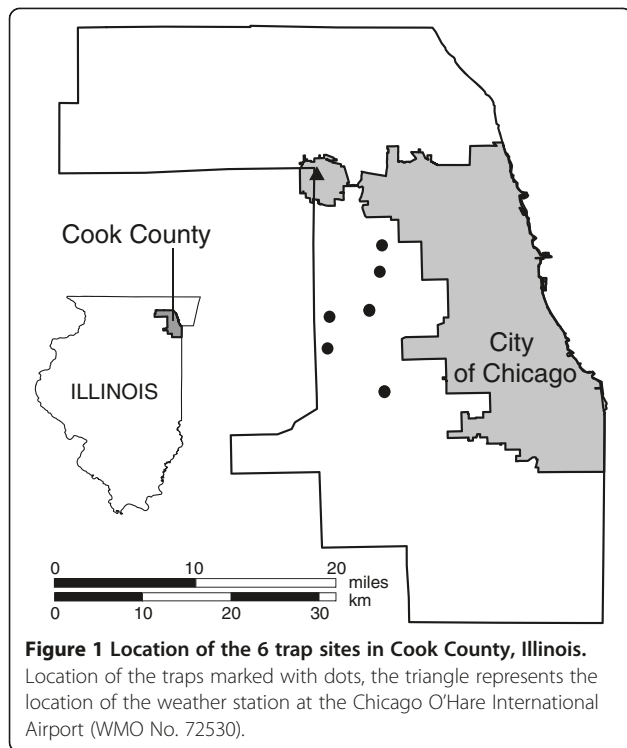 Cook County
ILLINOIS
City
of Chicago
0 10 20
miles
km
0 10 20 30
Figure 1 Location of the 6 trap sites in Cook County, Illinois.
Location of the traps marked with dots, the triangle represents the
location of the weather station at the Chicago O'Hare International
Airport (WMO No. 72530).